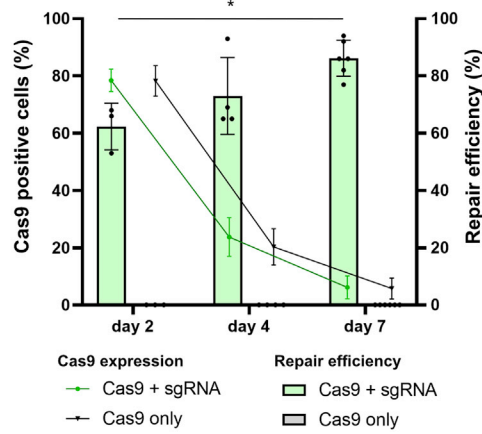 *
Cas9 positive cells (%)
100
80
60
40
20
0
Repair efficiency (%)
100
80
60
40
20
0
day 2 day 4 day 7
Cas9 expression Repair efficiency
Cas9 + sgRNA Cas9 + sgRNA
Cas9 only Cas9 only